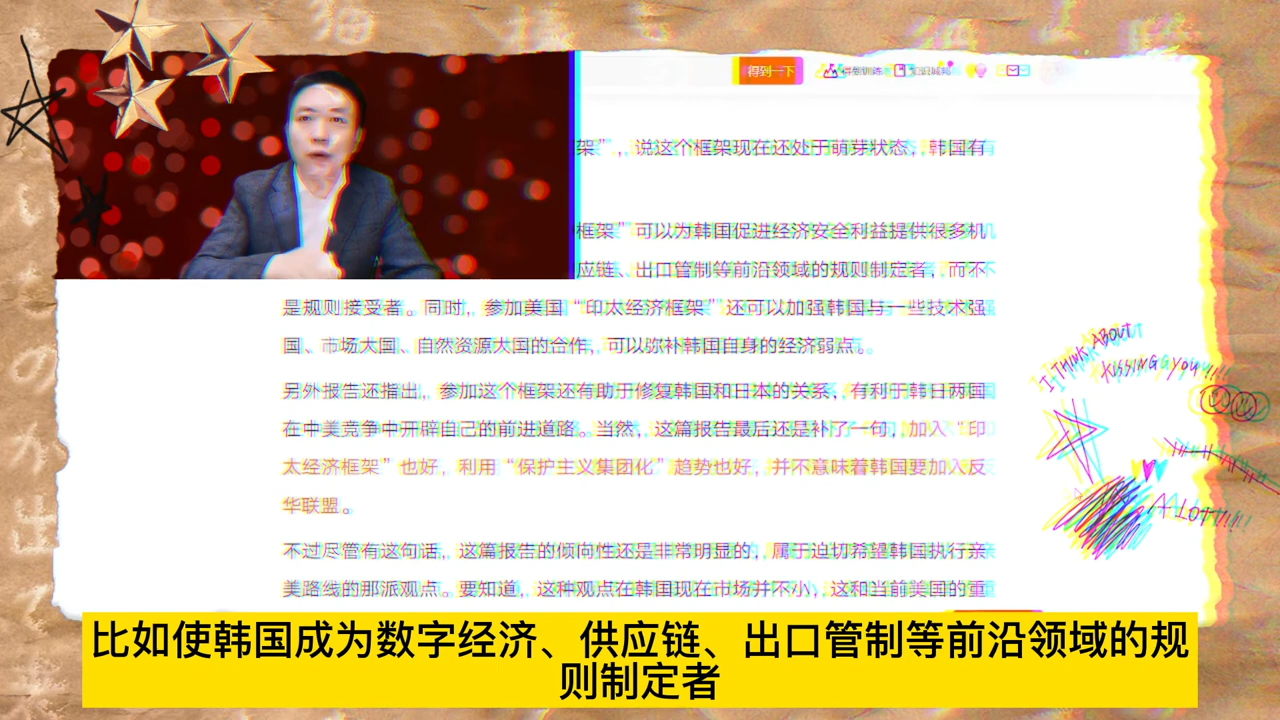 得到一下
架”，说这个框架现在还处于萌芽状态，韩国有
框架”可以为韩国促进经济安全利益提供很多机
应链、出口管制等前沿领域的规则制定者，而不
是规则接受者。同时，参加美国“印太经济框架”还可以加强韩国与一些技术强
国、市场大国、自然资源大国的合作，可以弥补韩国自身的经济弱点。
另外报告还指出，参加这个框架还有助于修复韩国和日本的关系，有利于韩日两国
在中美竞争中开辟自己的前进道路。当然，这篇报告最后还是补了一句，加入“印
太经济框架”也好，利用“保护主义集团化”趋势也好，并不意味着韩国要加入反
华联盟。
不过尽管有这句话，这篇报告的倾向性还是非常明显的，属于迫切希望韩国执行亲
美路线的那派观点。要知道，这种观点在韩国现在市场并不小，这和当前美国的重
I THINK ABOUT
KISSING YOU!!!!
A LOT!!!!
比如使韩国成为数字经济、供应链、出口管制等前沿领域的规
则制定者